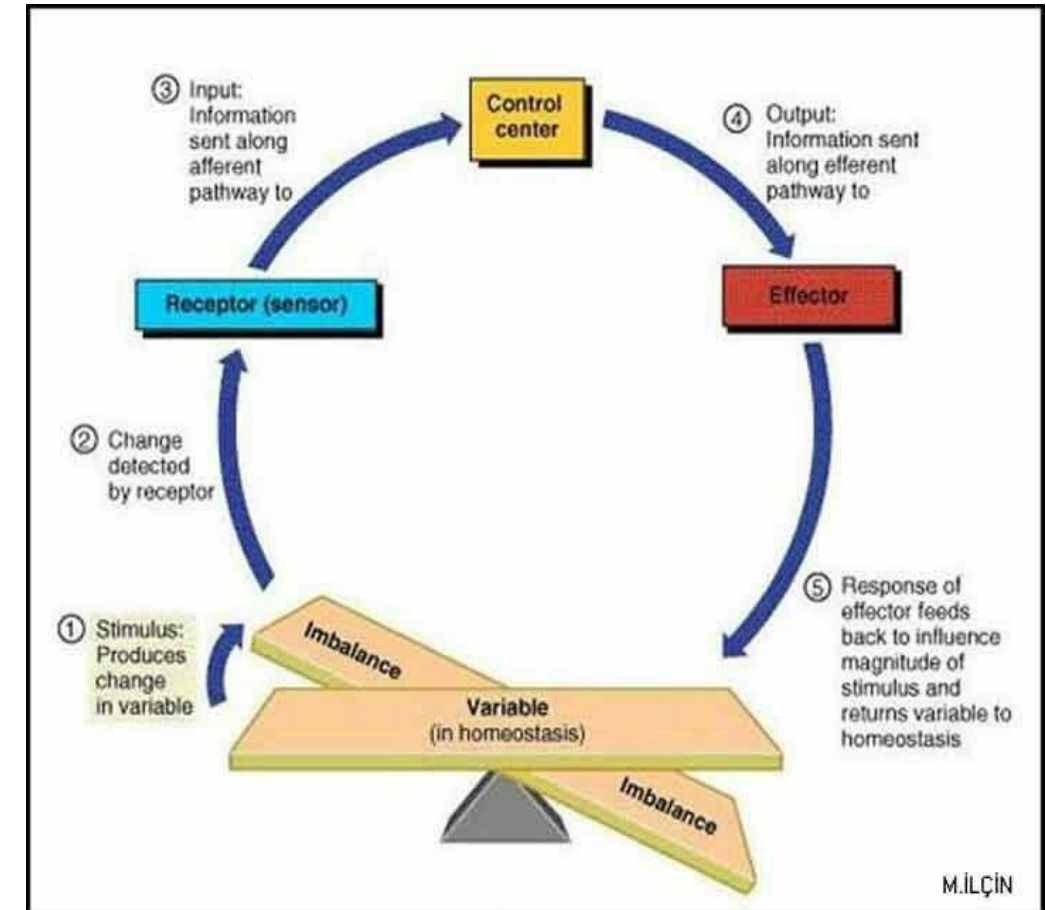 ③ Input:
Information
sent along
afferent
pathway to
Control
center
④ Output:
Information sent
along efferent
pathway to
Receptor (sensor)
Effector
② Change
detected
by receptor
① Stimulus:
Produces
change
in variable
Imbalance
Variable
(in homeostasis)
Imbalance
⑤ Response of
effector feeds
back to influence
magnitude of
stimulus and
returns variable to
homeostasis
M.İLÇİN